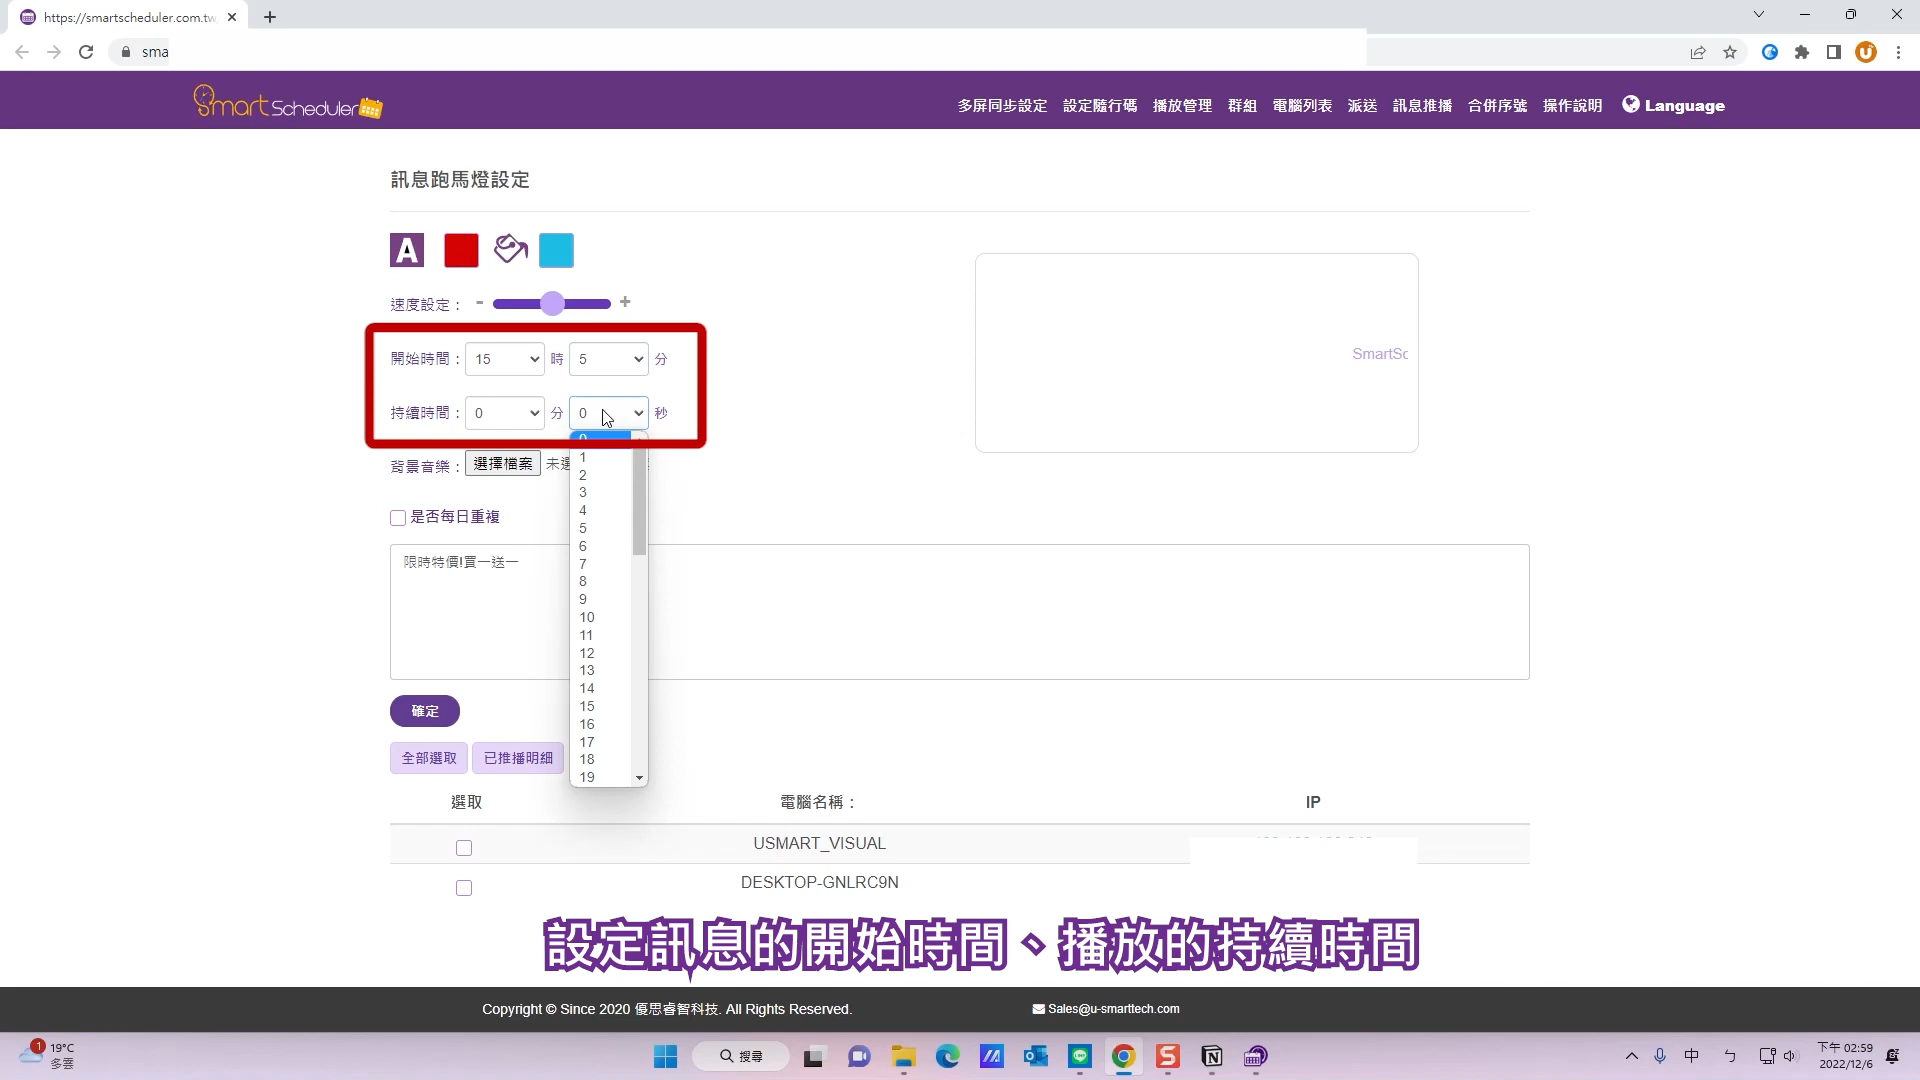 https://smartscheduler.com.tw
sma
SmartScheduler
多屏同步設定 設定隨行碼 播放管理 群組 電腦列表 派送 訊息推播 合併序號 操作說明 Language
訊息跑馬燈設定
A
速度設定： - +
SmartSc
開始時間： 15 時 5 分
持續時間： 0 分 0 秒
0
背景音樂： 選擇檔案 未選
1
2
3
4
5
6
7
8
9
10
11
12
13
14
15
16
17
18
19
是否每日重複
限時特價!買一送一
確定
全部選取 已推播明細
選取 電腦名稱： IP
USMART_VISUAL
DESKTOP-GNLRC9N
設定訊息的開始時間、播放的持續時間
Copyright © Since 2020 優思睿智科技. All Rights Reserved. Sales@u-smarttech.com
1 19°C
多雲
搜尋
中 ㄅ
下午 02:59
2022/12/6